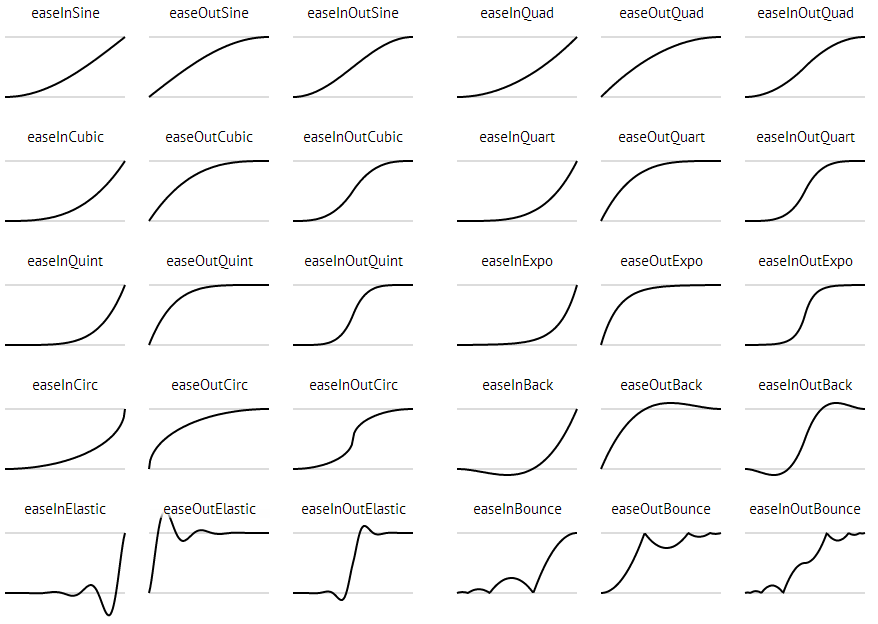 easeInSine easeOutSine easeInOutSine easeInQuad easeOutQuad easeInOutQuad
easeInCubic easeOutCubic easeInOutCubic easeInQuart easeOutQuart easeInOutQuart
easeInQuint easeOutQuint easeInOutQuint easeInExpo easeOutExpo easeInOutExpo
easeInCirc easeOutCirc easeInOutCirc easeInBack easeOutBack easeInOutBack
easeInElastic easeOutElastic easeInOutElastic easeInBounce easeOutBounce easeInOutBounce